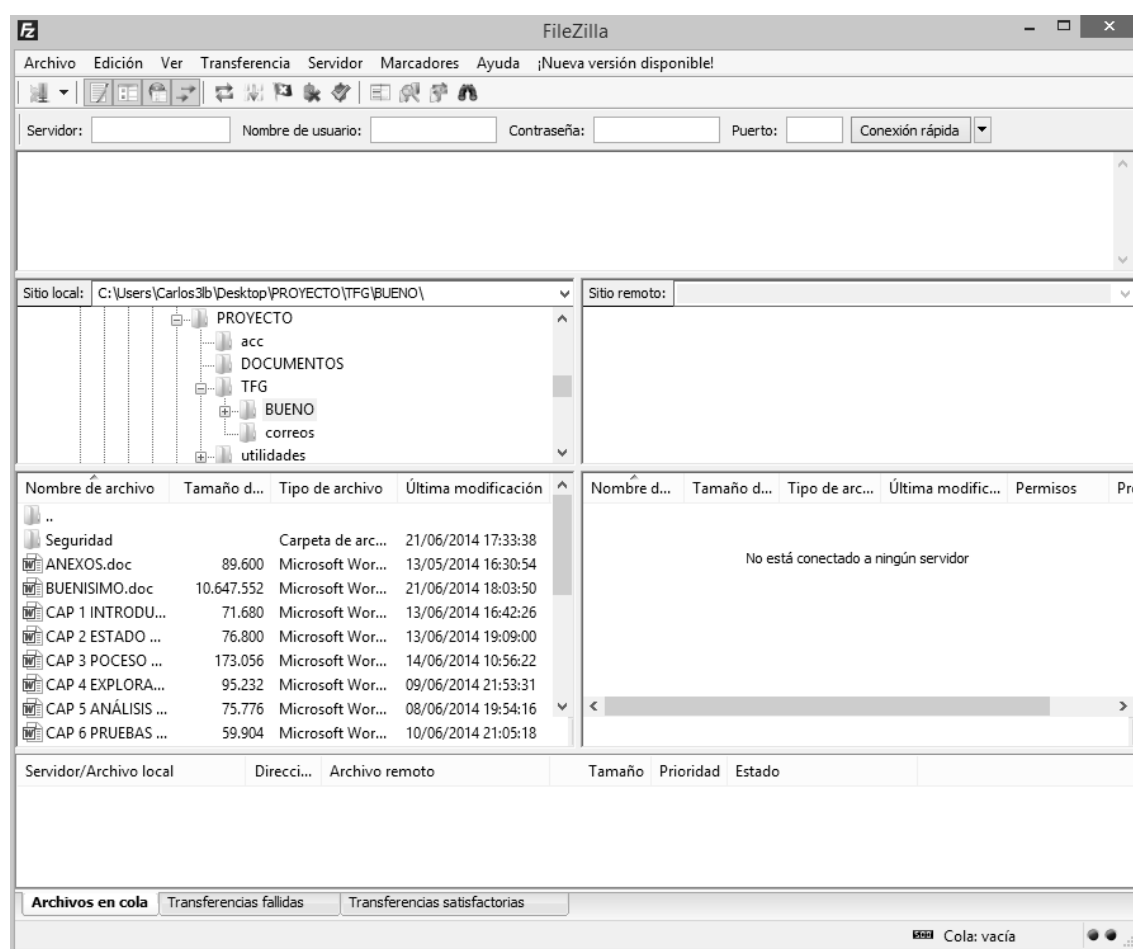 FileZilla
Archivo Edición Ver Transferencia Servidor Marcadores Ayuda ¡Nueva versión disponible!
Servidor: Nombre de usuario: Contraseña: Puerto: Conexión rápida
Sitio local: C:\Users\Carlos3lb\Desktop\PROYECTO\TFG\BUENO\
PROYECTO
acc
DOCUMENTOS
TFG
BUENO
correos
utilidades
Sitio remoto:
Nombre de archivo Tamaño d... Tipo de archivo Última modificación
..
Seguridad Carpeta de arc... 21/06/2014 17:33:38
ANEXOS.doc 89.600 Microsoft Wor... 13/05/2014 16:30:54
BUENISIMO.doc 10.647.552 Microsoft Wor... 21/06/2014 18:03:50
CAP 1 INTRODU... 71.680 Microsoft Wor... 13/06/2014 16:42:26
CAP 2 ESTADO ... 76.800 Microsoft Wor... 13/06/2014 19:09:00
CAP 3 POCESO ... 173.056 Microsoft Wor... 14/06/2014 10:56:22
CAP 4 EXPLORA... 95.232 Microsoft Wor... 09/06/2014 21:53:31
CAP 5 ANÁLISIS ... 75.776 Microsoft Wor... 08/06/2014 19:54:16
CAP 6 PRUEBAS ... 59.904 Microsoft Wor... 10/06/2014 21:05:18
Nombre d... Tamaño d... Tipo de arc... Última modific... Permisos Pr
No está conectado a ningún servidor
Servidor/Archivo local Direcci... Archivo remoto Tamaño Prioridad Estado
Archivos en cola Transferencias fallidas Transferencias satisfactorias
Cola: vacía